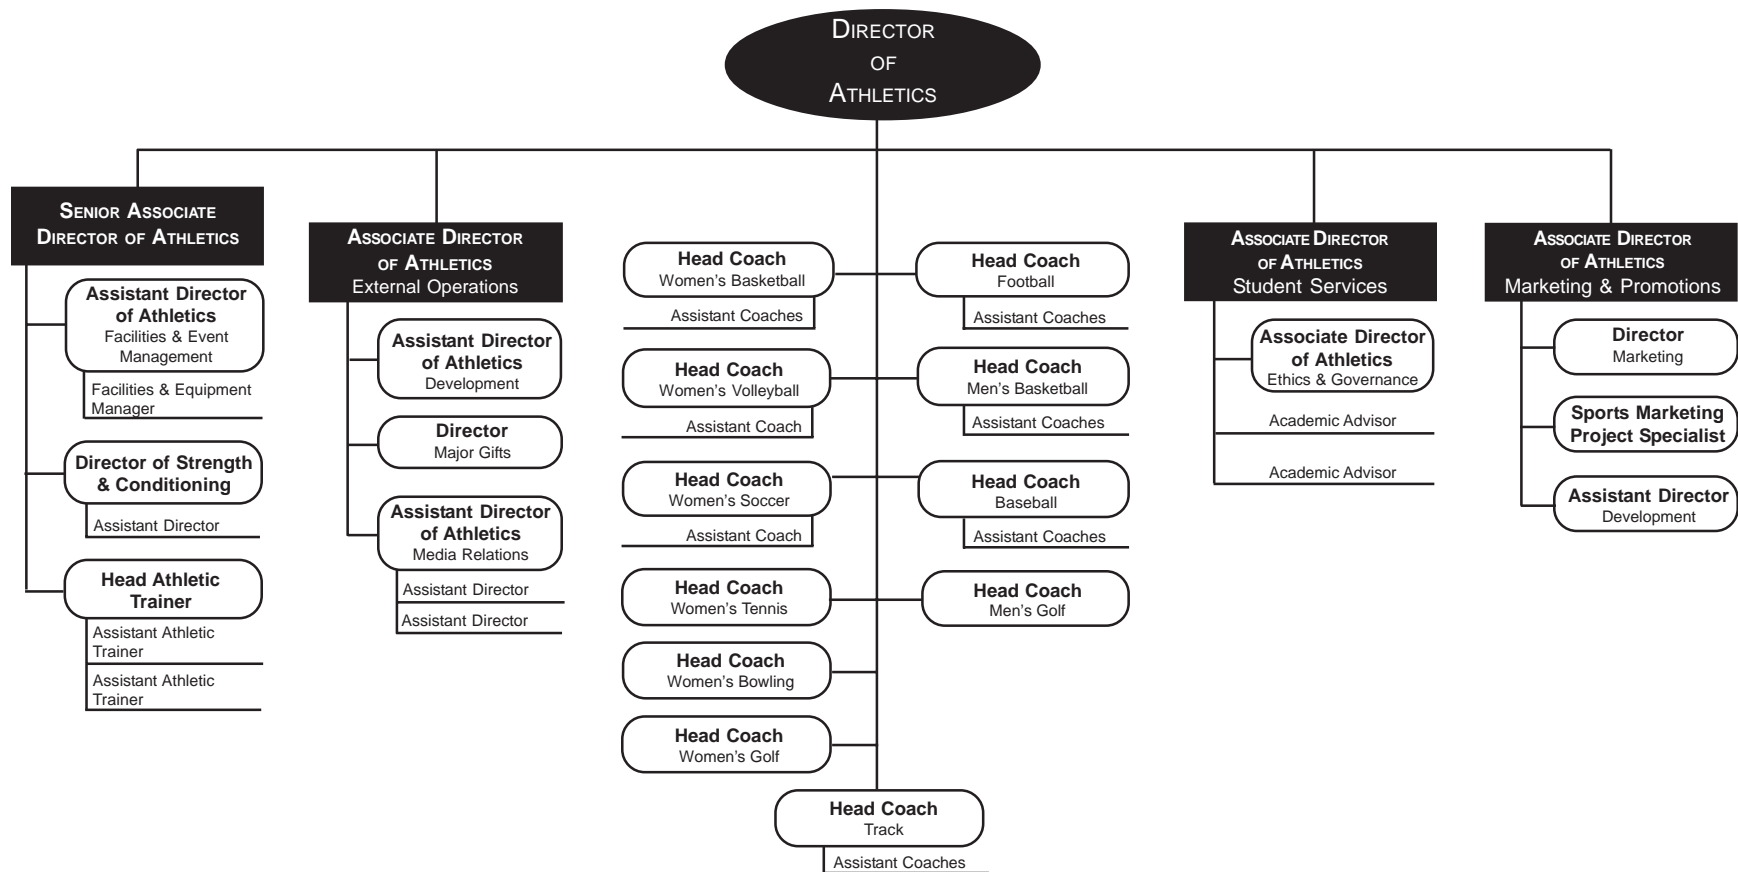 DIRECTOR
OF
ATHLETICS
SENIOR ASSOCIATE
DIRECTOR OF ATHLETICS
Assistant Director
of Athletics
Facilities & Event
Management
Facilities & Equipment
Manager
Director of Strength
& Conditioning
Assistant Director
Head Athletic
Trainer
Assistant Athletic
Trainer
Assistant Athletic
Trainer
ASSOCIATE DIRECTOR
OF ATHLETICS
External Operations
Assistant Director
of Athletics
Development
Director
Major Gifts
Assistant Director
of Athletics
Media Relations
Assistant Director
Assistant Director
Head Coach
Women's Basketball
Assistant Coaches
Head Coach
Women's Volleyball
Assistant Coach
Head Coach
Women's Soccer
Assistant Coach
Head Coach
Women's Tennis
Head Coach
Women's Bowling
Head Coach
Women's Golf
Head Coach
Football
Assistant Coaches
Head Coach
Men's Basketball
Assistant Coaches
Head Coach
Baseball
Assistant Coaches
Head Coach
Men's Golf
Head Coach
Track
Assistant Coaches
ASSOCIATE DIRECTOR
OF ATHLETICS
Student Services
Associate Director
of Athletics
Ethics & Governance
Academic Advisor
Academic Advisor
ASSOCIATE DIRECTOR
OF ATHLETICS
Marketing & Promotions
Director
Marketing
Sports Marketing
Project Specialist
Assistant Director
Development